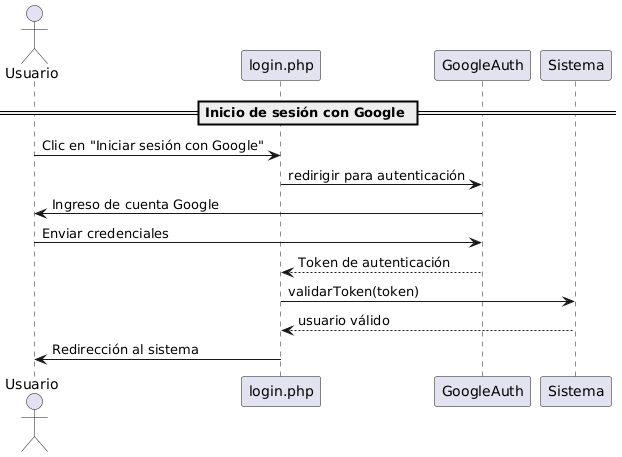 Usuario
login.php
GoogleAuth
Sistema
Inicio de sesión con Google
Clic en "Iniciar sesión con Google"
redirigir para autenticación
Ingreso de cuenta Google
Enviar credenciales
Token de autenticación
validarToken(token)
usuario válido
Redirección al sistema
Usuario
login.php
GoogleAuth
Sistema